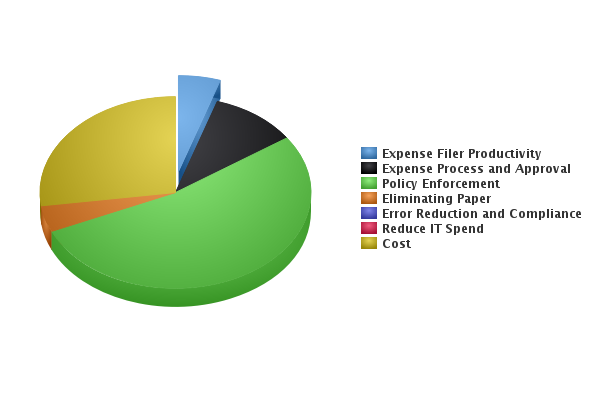 Expense Filer Productivity
Expense Process and Approval
Policy Enforcement
Eliminating Paper
Error Reduction and Compliance
Reduce IT Spend
Cost